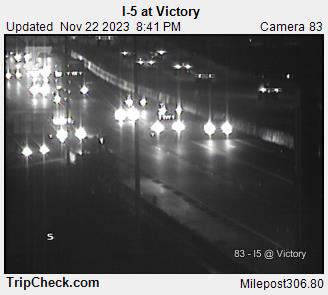 I-5 at Victory
Updated Nov 22 2023 8:41 PM Camera 83
S
83 - I5 @ Victory
TripCheck.com Milepost306.80